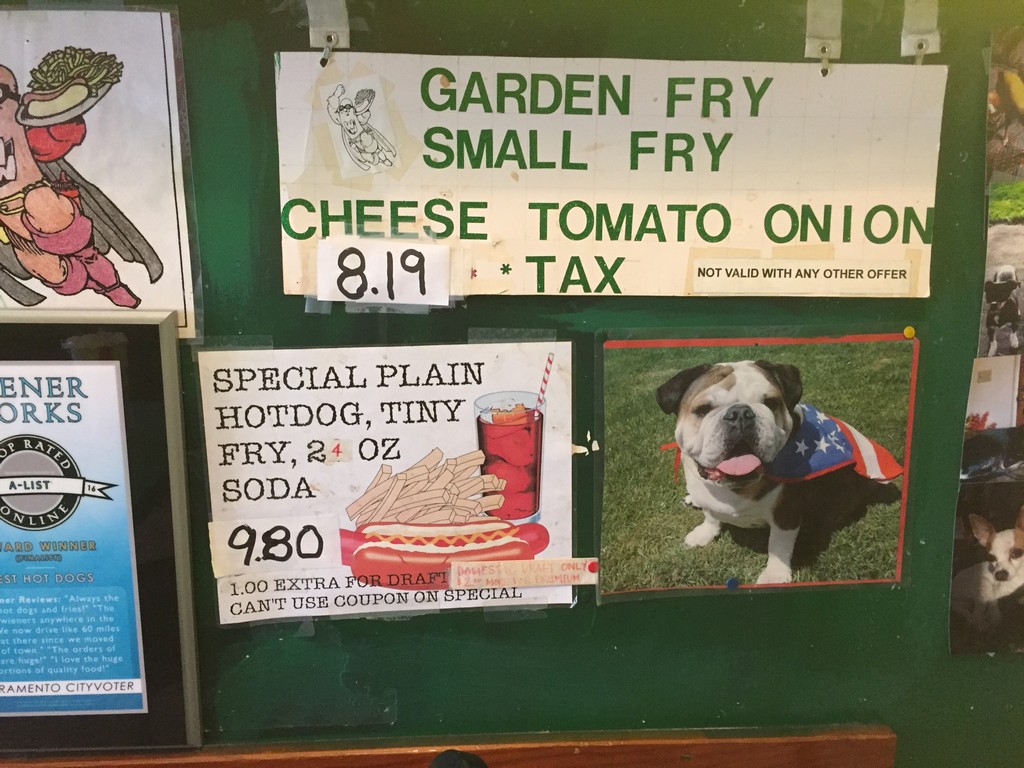 GARDEN FRY
SMALL FRY
CHEESE TOMATO ONION
8.19 * * TAX
NOT VALID WITH ANY OTHER OFFER
SPECIAL PLAIN
HOTDOG, TINY
FRY, 24 OZ
SODA
9.80
1.00 EXTRA FOR DRAFT
DOMESTIC DRAFT ONLY
CAN'T USE COUPON ON SPECIAL
ENER
ORKS
OP RATED
A-LIST
16
ONLINE
ARD WINNER
EST HOT DOGS
ner Reviews: "Always the
hot dogs and fries!" "The
wieners anywhere in the
We now drive like 60 miles
at there since we moved
of town." "The orders of
are huge!" "I love the huge
ortions of quality food!"
RAMENTO CITYVOTER